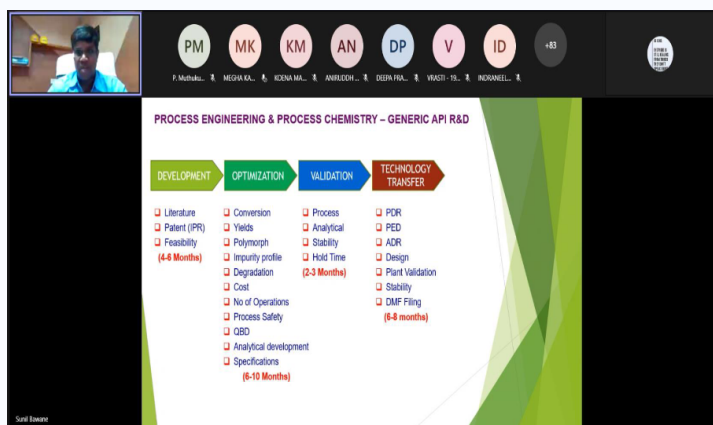 PM MK KM AN DP V ID +83
P. Muthuku... MEGHA KA... KOENA MA... ANIRUDDH ... DEEPA PRA... VRASTI - 19... INDRANEEL...
PROCESS ENGINEERING & PROCESS CHEMISTRY – GENERIC API R&D
DEVELOPMENT
Literature
Patent (IPR)
Feasibility
(4-6 Months)
OPTIMIZATION
Conversion
Yields
Polymorph
Impurity profile
Degradation
Cost
No of Operations
Process Safety
QBD
Analytical development
Specifications
(6-10 Months)
VALIDATION
Process
Analytical
Stability
Hold Time
(2-3 Months)
TECHNOLOGY
TRANSFER
PDR
PED
ADR
Design
Plant Validation
Stability
DMF Filing
(6-8 months)
Sunil Bawane